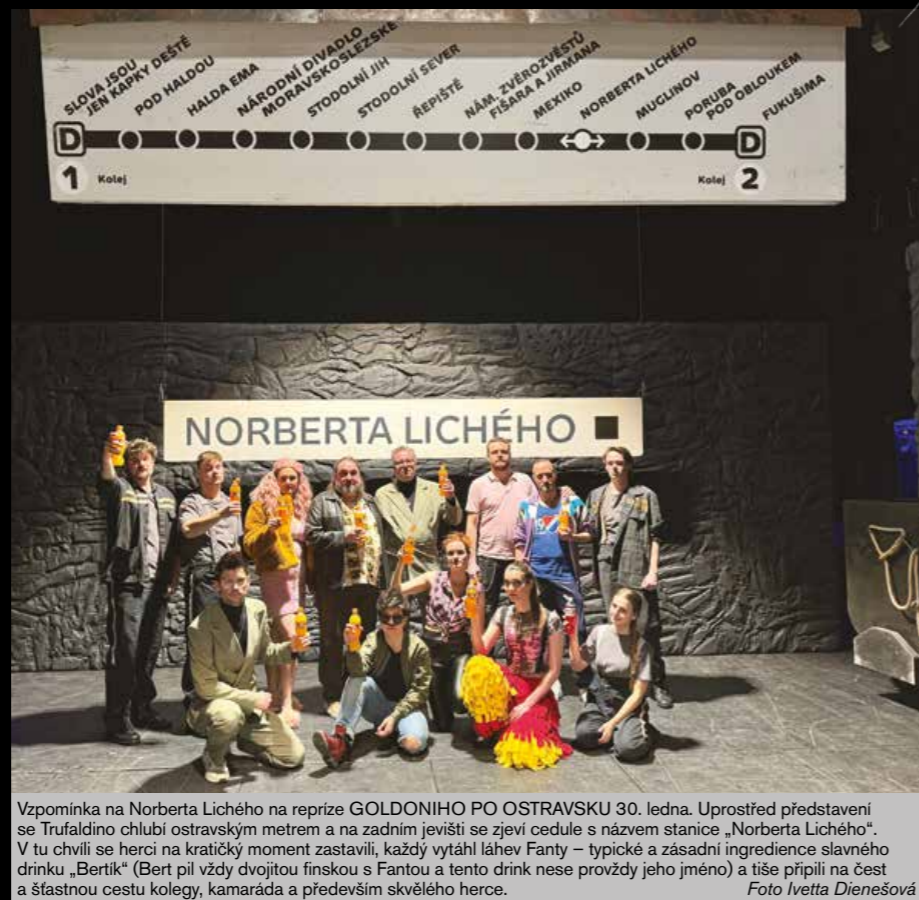 SLOVA JSOU
JEN KAPKY DEŠTĚ
POD HALDOU
HALDA EMA
NÁRODNÍ DIVADLO
MORAVSKOSLEZSKÉ
STODOLNÍ JIH
STODOLNÍ SEVER
ŘEPIŠTĚ
NÁM. ZVĚROZVĚSTŮ
FIŠARA A JIRMANA
MEXIKO
NORBERTA LICHÉHO
MUGLINOV
PORUBA
POD OBLOUKEM
FUKUŠIMA
D
D
1 Kolej
Kolej 2
NORBERTA LICHÉHO
Vzpomínka na Norberta Lichého na repríze GOLDONIHO PO OSTRAVSKU 30. ledna. Uprostřed představení
se Trufaldino chlubí ostravským metrem a na zadním jevišti se zjeví cedule s názvem stanice „Norberta Lichého“.
V tu chvíli se herci na kratičký moment zastavili, každý vytáhl láhev Fanty – typické a zásadní ingredience slavného
drinku „Bertík“ (Bert pil vždy dvojitou finskou s Fantou a tento drink nese provždy jeho jméno) a tiše připili na čest
a šťastnou cestu kolegy, kamaráda a především skvělého herce.
Foto Ivetta Dienešová